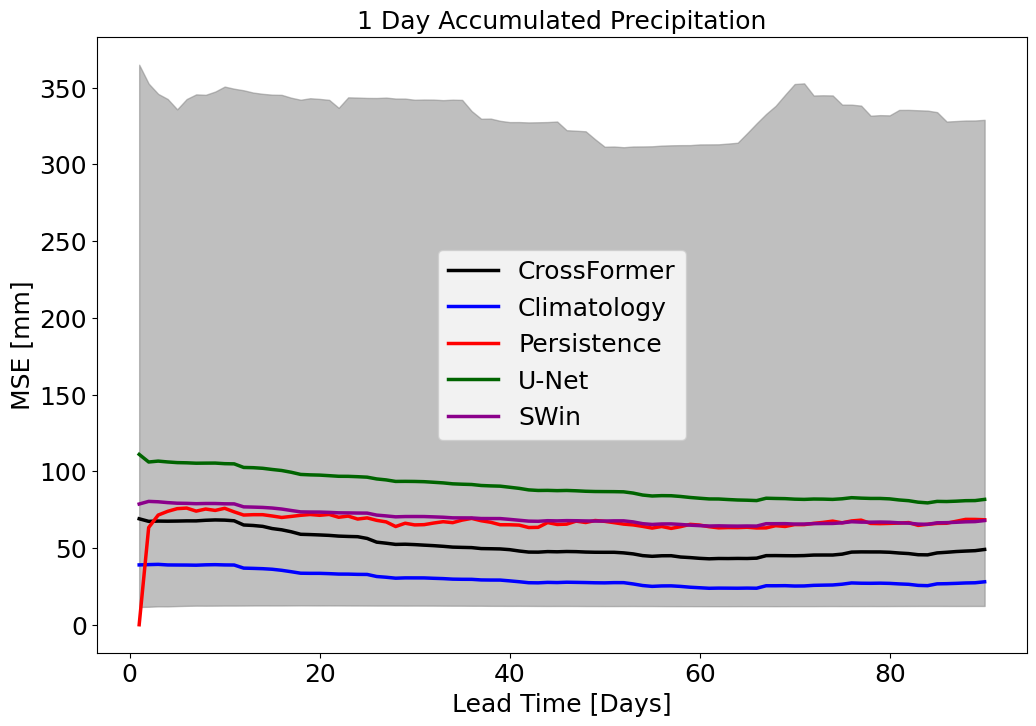 1 Day Accumulated Precipitation
MSE [mm]
350
300
250
200
150
100
50
0
CrossFormer
Climatology
Persistence
U-Net
SWin
0 20 40 60 80
Lead Time [Days]